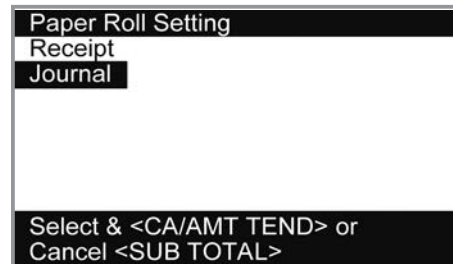 Paper Roll Setting
Receipt
Journal
Select & <CA/AMT TEND> or
Cancel <SUB TOTAL>